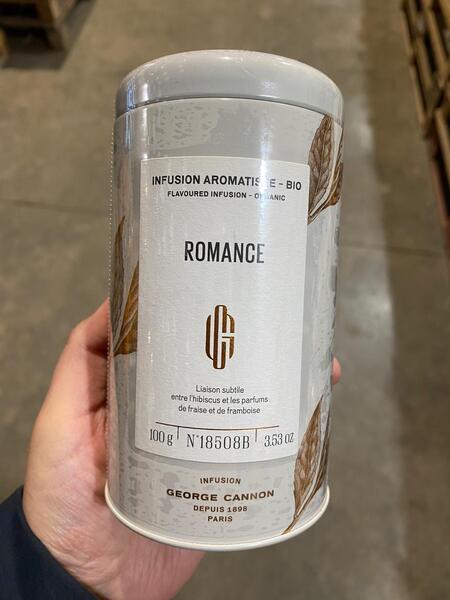 INFUSION AROMATISÉE - BIO
FLAVOURED INFUSION - ORGANIC
ROMANCE
Liaison subtile
entre l'hibiscus et les parfums
de fraise et de framboise
100 g N°18508B 3.53 oz
INFUSION
GEORGE CANNON
DEPUIS 1898
PARIS